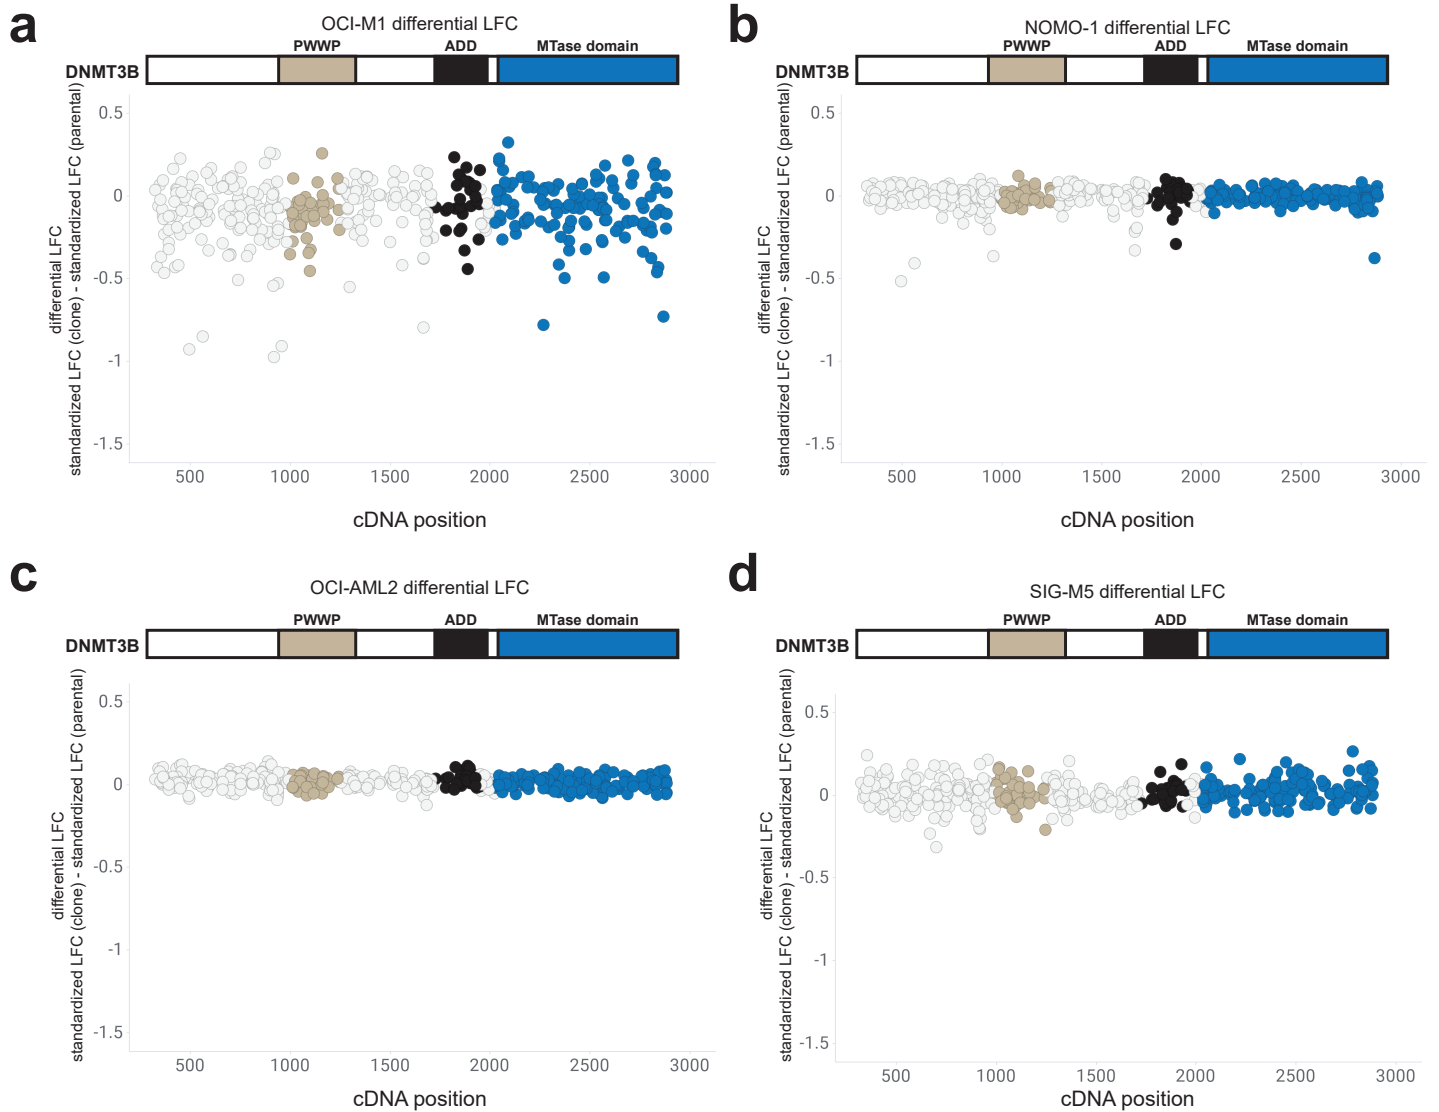 a
OCI-M1 differential LFC
PWWP ADD MTase domain
DNMT3B
differential LFC
standardized LFC (clone) - standardized LFC (parental)
0.5
0
-0.5
-1
-1.5
500 1000 1500 2000 2500 3000
cDNA position
b
NOMO-1 differential LFC
PWWP ADD MTase domain
DNMT3B
differential LFC
standardized LFC (clone) - standardized LFC (parental)
0.5
0
-0.5
-1
-1.5
500 1000 1500 2000 2500 3000
cDNA position
c
OCI-AML2 differential LFC
PWWP ADD MTase domain
DNMT3B
differential LFC
standardized LFC (clone) - standardized LFC (parental)
0.5
0
-0.5
-1
-1.5
500 1000 1500 2000 2500 3000
cDNA position
d
SIG-M5 differential LFC
PWWP ADD MTase domain
DNMT3B
differential LFC
standardized LFC (clone) - standardized LFC (parental)
0.5
0
-0.5
-1
-1.5
500 1000 1500 2000 2500 3000
cDNA position